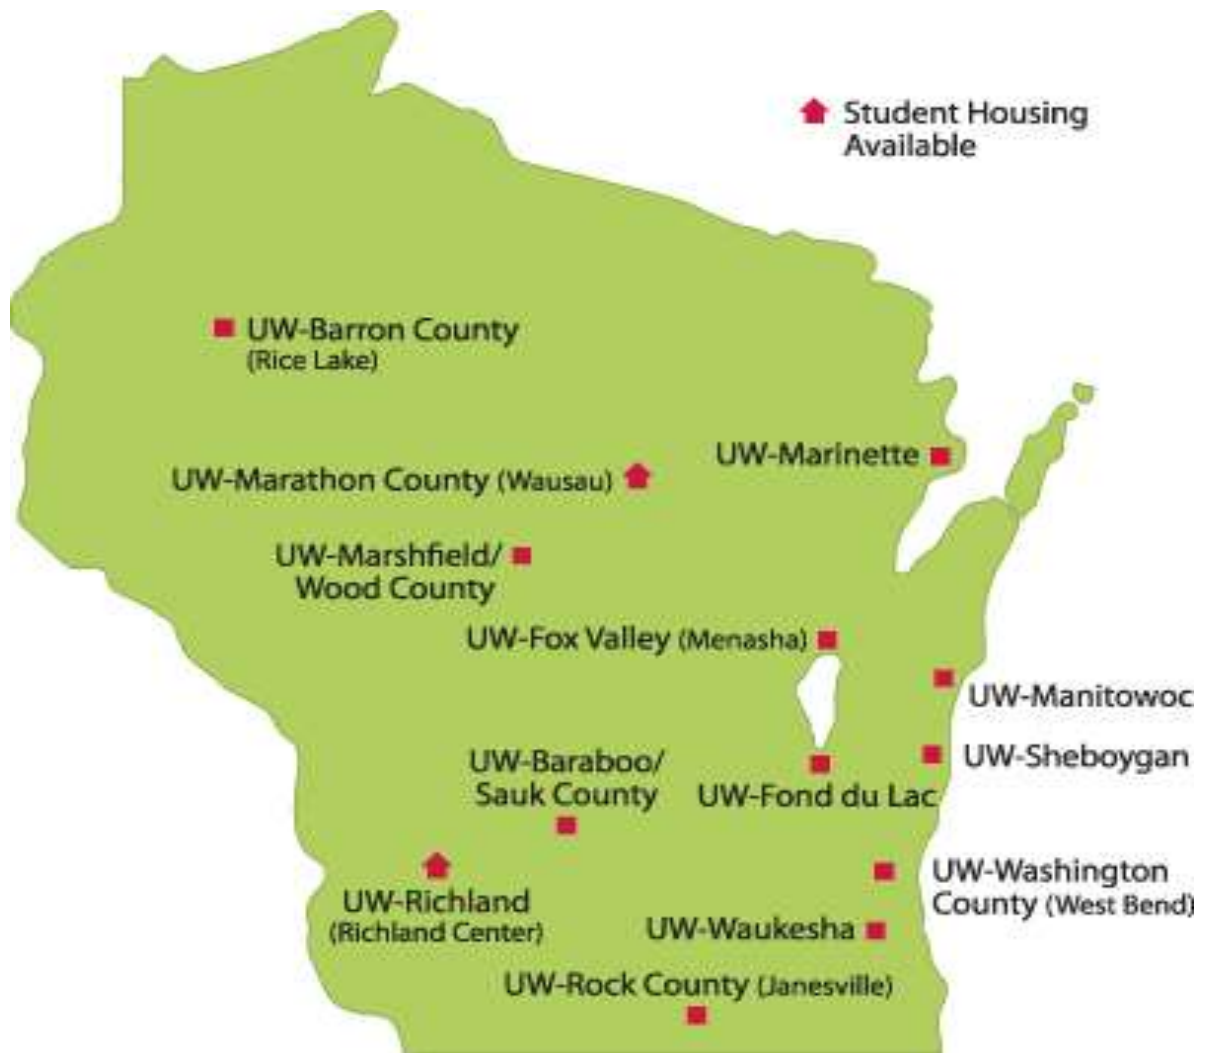 Student Housing
Available
UW-Barron County
(Rice Lake)
UW-Marinette
UW-Marathon County (Wausau)
UW-Marshfield/
Wood County
UW-Fox Valley (Menasha)
UW-Manitowoc
UW-Sheboygan
UW-Baraboo/
Sauk County
UW-Fond du Lac
UW-Washington
County (West Bend)
UW-Richland
(Richland Center)
UW-Waukesha
UW-Rock County (Janesville)